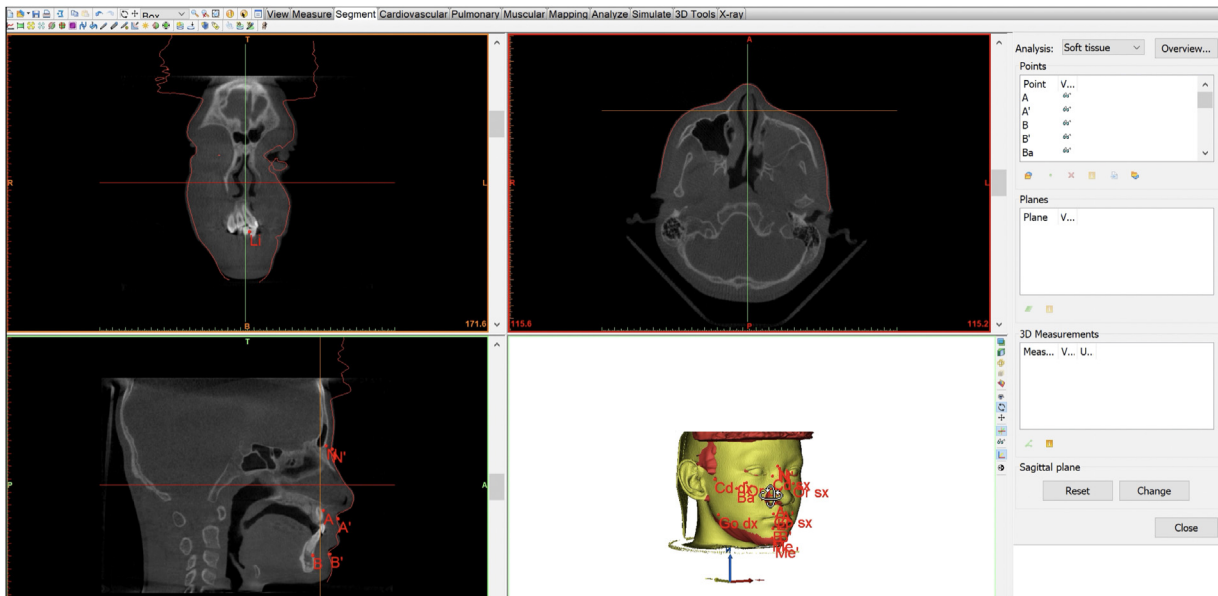 Box View Measure Segment Cardiovascular Pulmonary Muscular Mapping Analyze Simulate 3D Tools X-ray
T
R
L
Li
B
171.6
A
R
L
P
115.6
115.2
T
P
A
N'
A
A'
B
B'
Cd dx
Ba
Or sx
Go dx
Me'
Analysis: Soft tissue Overview...
Points
Point V...
A
A'
B
B'
Ba
Planes
Plane V...
3D Measurements
Meas... V... U..
Sagittal plane
Reset Change
Close